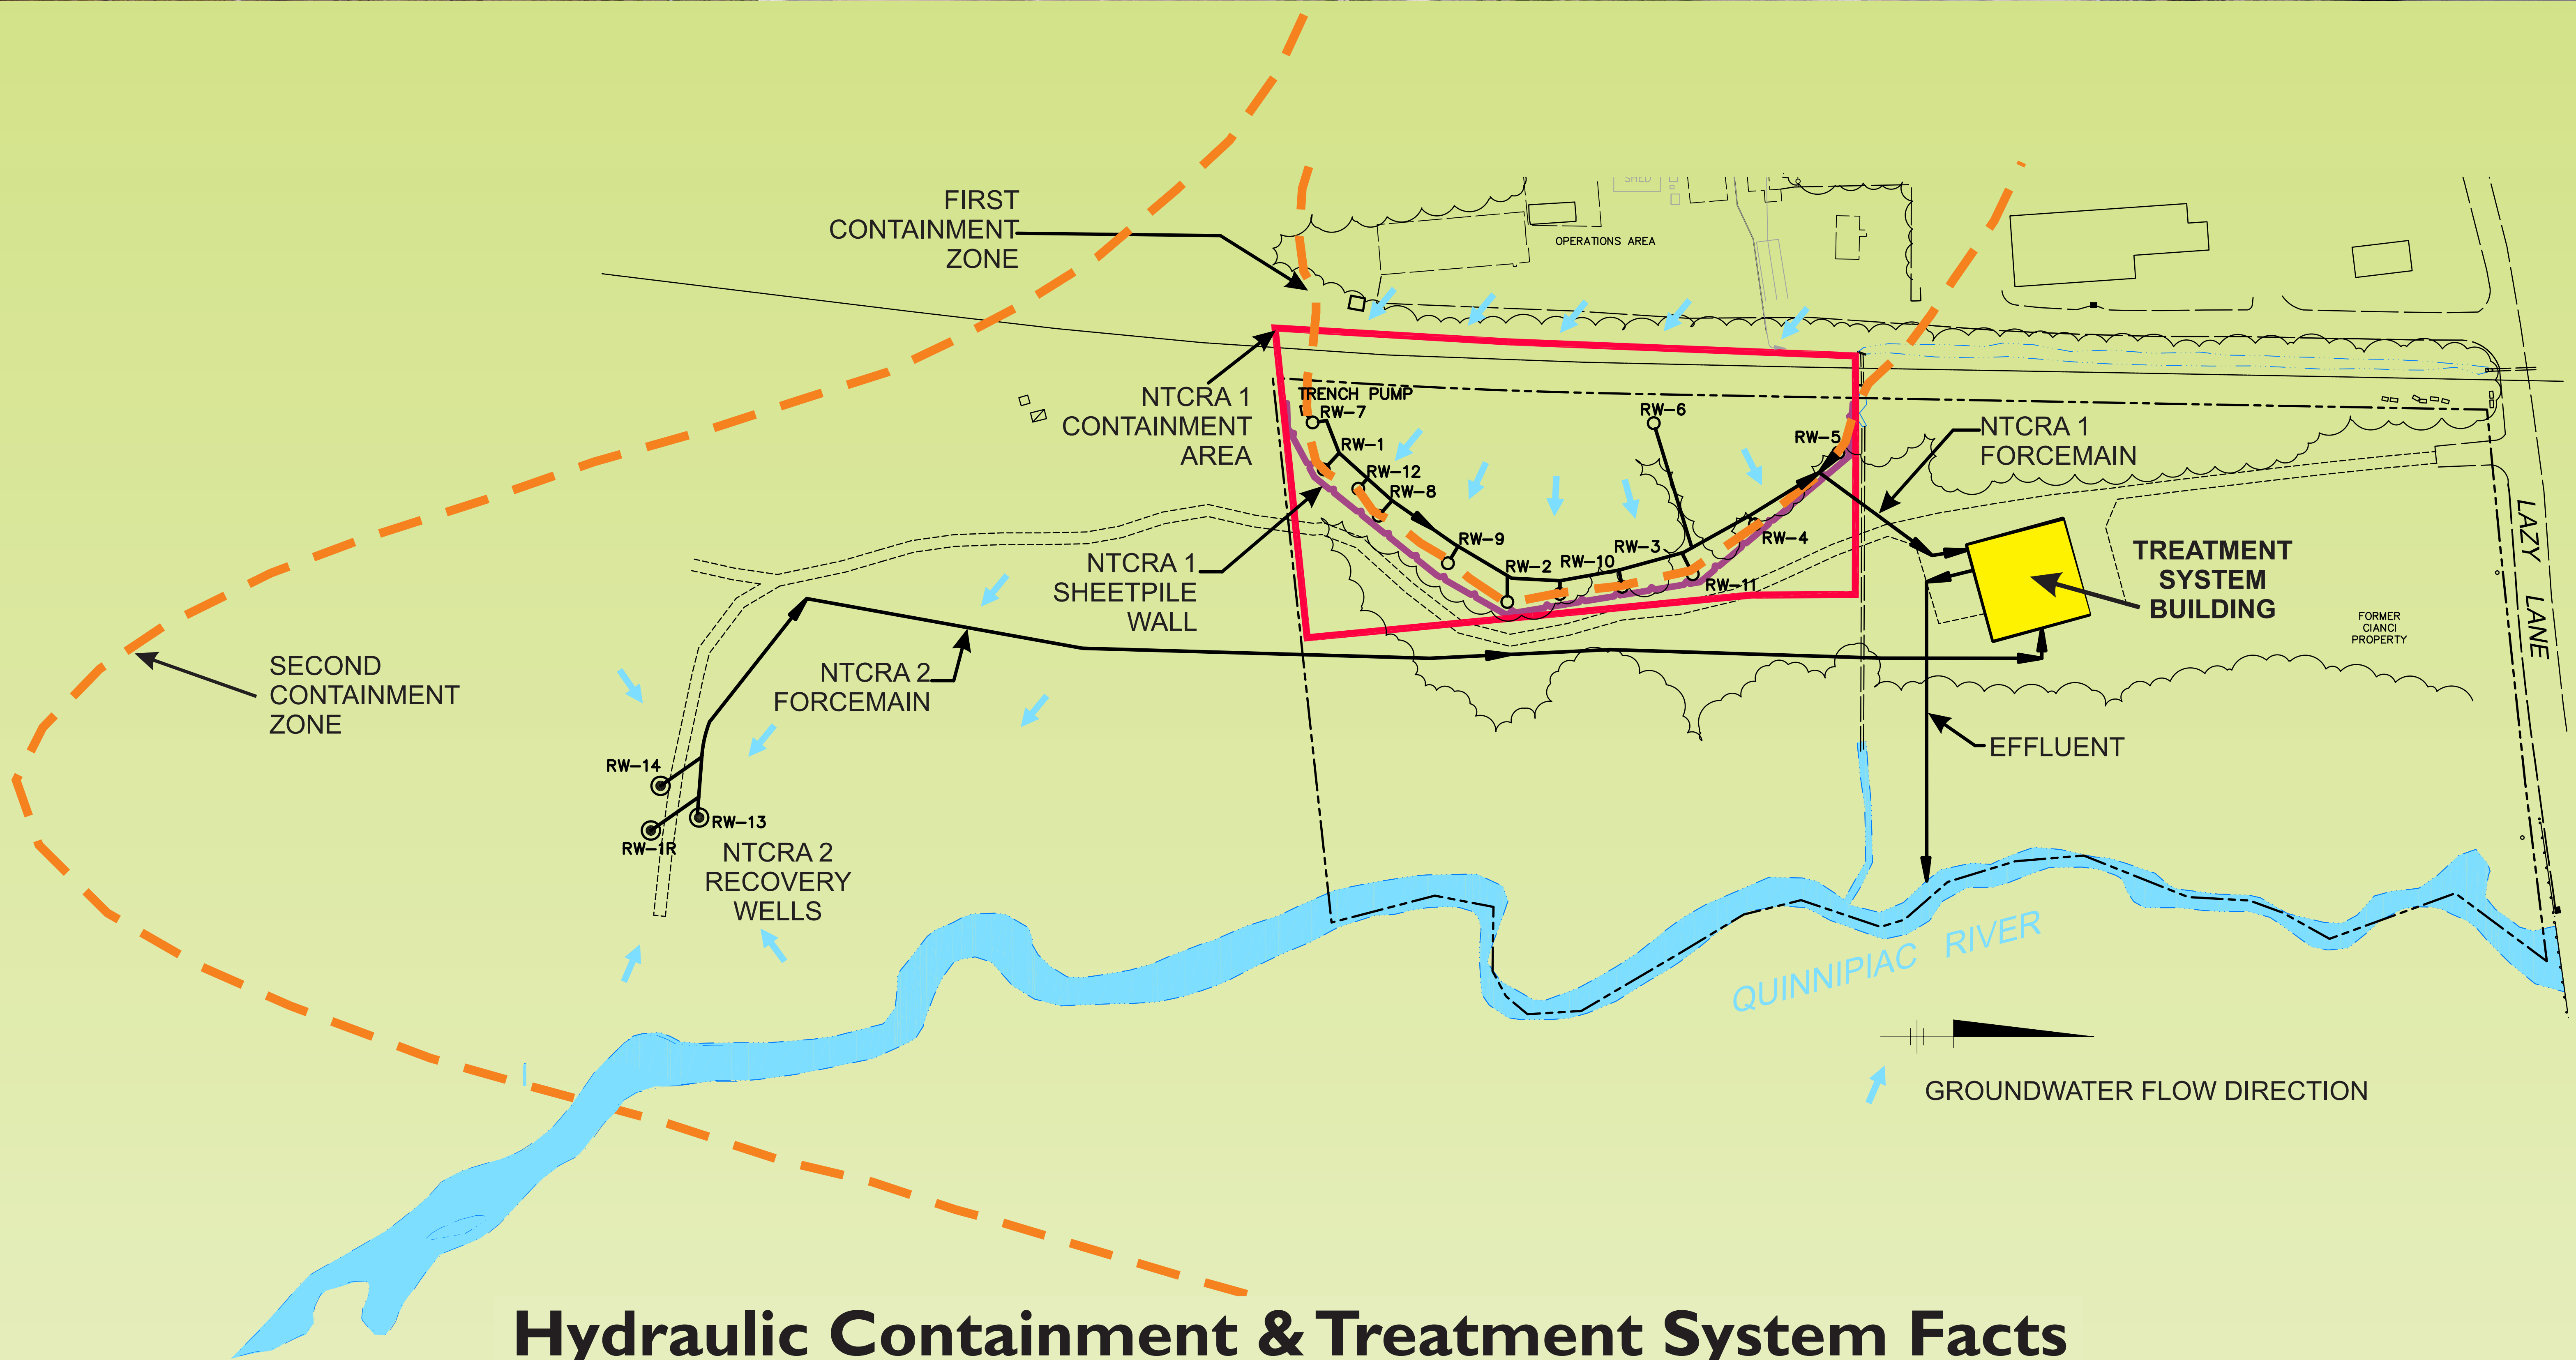 SHED
FIRST
CONTAINMENT
ZONE
OPERATIONS AREA
NTCRA 1
CONTAINMENT
AREA
TRENCH PUMP
RW-7
RW-1
RW-12
RW-8
RW-9
RW-2
RW-10
RW-3
RW-6
RW-5
RW-4
RW-11
NTCRA 1
FORCEMAIN
NTCRA 1
SHEETPILE
WALL
TREATMENT
SYSTEM
BUILDING
LAZY LANE
FORMER
CIANCI
PROPERTY
SECOND
CONTAINMENT
ZONE
NTCRA 2
FORCEMAIN
EFFLUENT
RW-14
RW-13
RW-1R
NTCRA 2
RECOVERY
WELLS
QUINNIPIAC RIVER
GROUNDWATER FLOW DIRECTION
Hydraulic Containment & Treatment System Facts